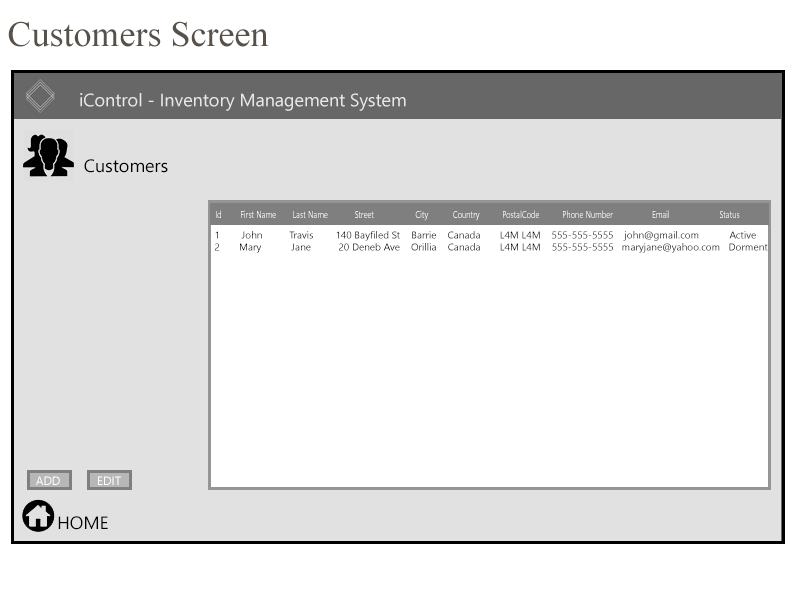 Customers Screen
iControl - Inventory Management System
Customers
Id First Name Last Name Street City Country PostalCode Phone Number Email Status
1 John Travis 140 Bayfiled St Barrie Canada L4M L4M 555-555-5555 john@gmail.com Active
2 Mary Jane 20 Deneb Ave Orillia Canada L4M L4M 555-555-5555 maryjane@yahoo.com Dorment
ADD EDIT
HOME